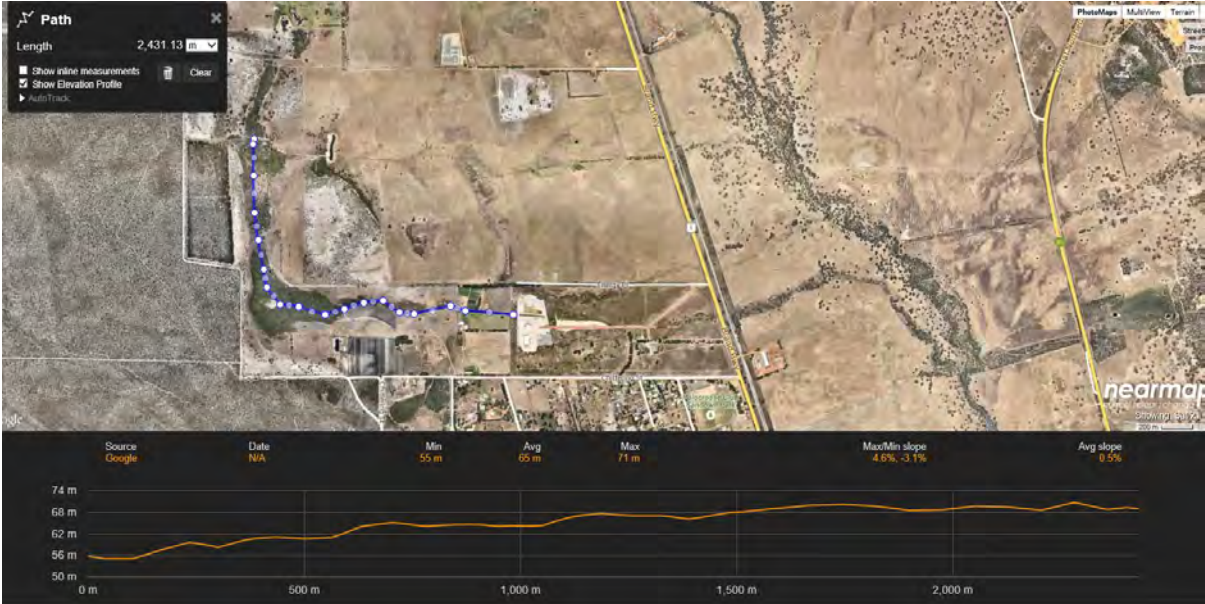 Path
Length 2,431.13 m
Show inline measurements
Show Elevation Profile
AutoTrack
Clear
PhotoMaps MultiView Terrain
Street
nearmap
200 m
Source Date Min Avg Max Max/Min slope Avg slope
Google N/A 55 m 65 m 71 m 4.6%, -3.1% 0.5%
74 m
68 m
62 m
56 m
50 m
0 m 500 m 1,000 m 1,500 m 2,000 m